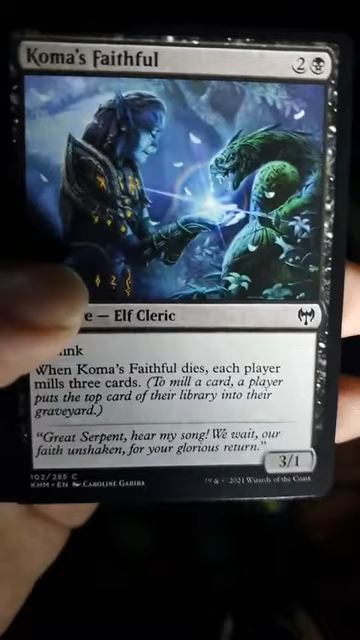 Koma's Faithful 2
re — Elf Cleric
ink
When Koma's Faithful dies, each player
mills three cards. (To mill a card, a player
puts the top card of their library into their
graveyard.)
"Great Serpent, hear my song! We wait, our
faith unshaken, for your glorious return."
3/1
102/285 C
KHM • EN CAROLINE GARIBA
™ & © 2021 Wizards of the Coast